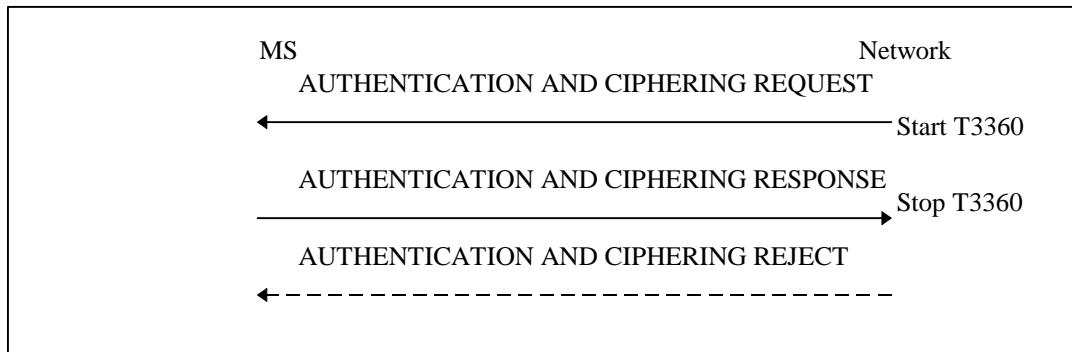 MS Network
AUTHENTICATION AND CIPHERING REQUEST
Start T3360
AUTHENTICATION AND CIPHERING RESPONSE
Stop T3360
AUTHENTICATION AND CIPHERING REJECT